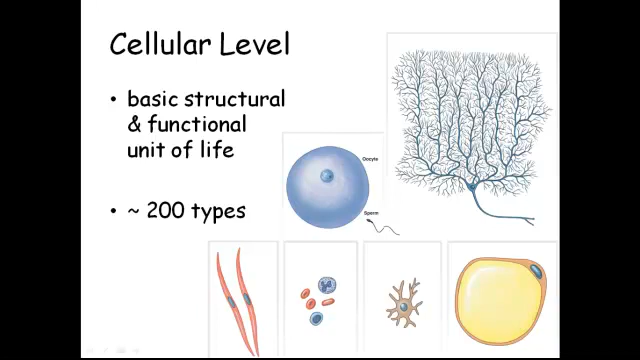 Cellular Level
• basic structural
& functional
unit of life
• ~ 200 types
Oocyte
Sperm